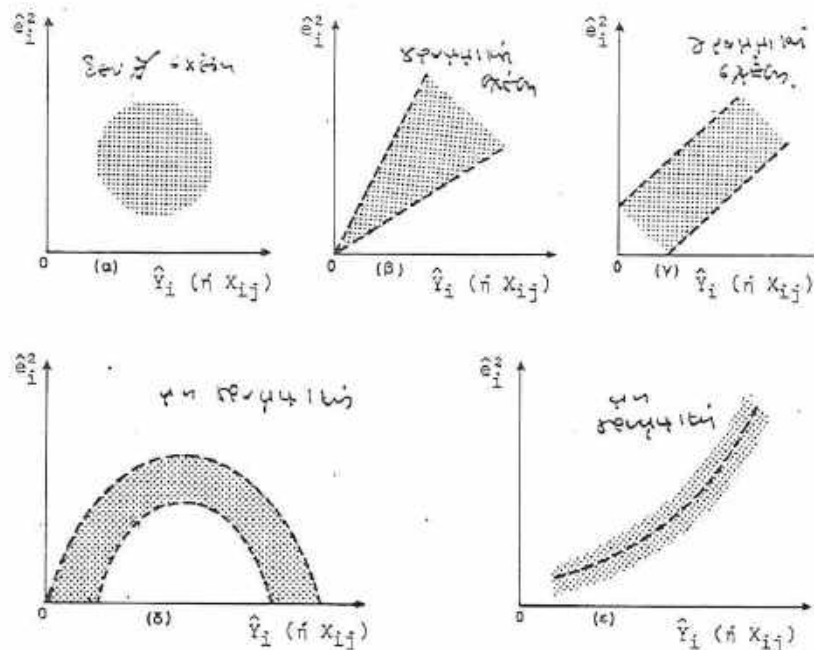 ê²ᵢ
Δεν ∃ σχέση
0
(α)
Ŷᵢ (ή Xᵢⱼ)
ê²ᵢ
γραμμική
σχέση
0
(β)
Ŷᵢ (ή Xᵢⱼ)
ê²ᵢ
γραμμική
σχέση.
0
(γ)
Ŷᵢ (ή Xᵢⱼ)
ê²ᵢ
μη γραμμική
0
(δ)
Ŷᵢ (ή Xᵢⱼ)
ê²ᵢ
μη
γραμμική
0
(ε)
Ŷᵢ (ή Xᵢⱼ)